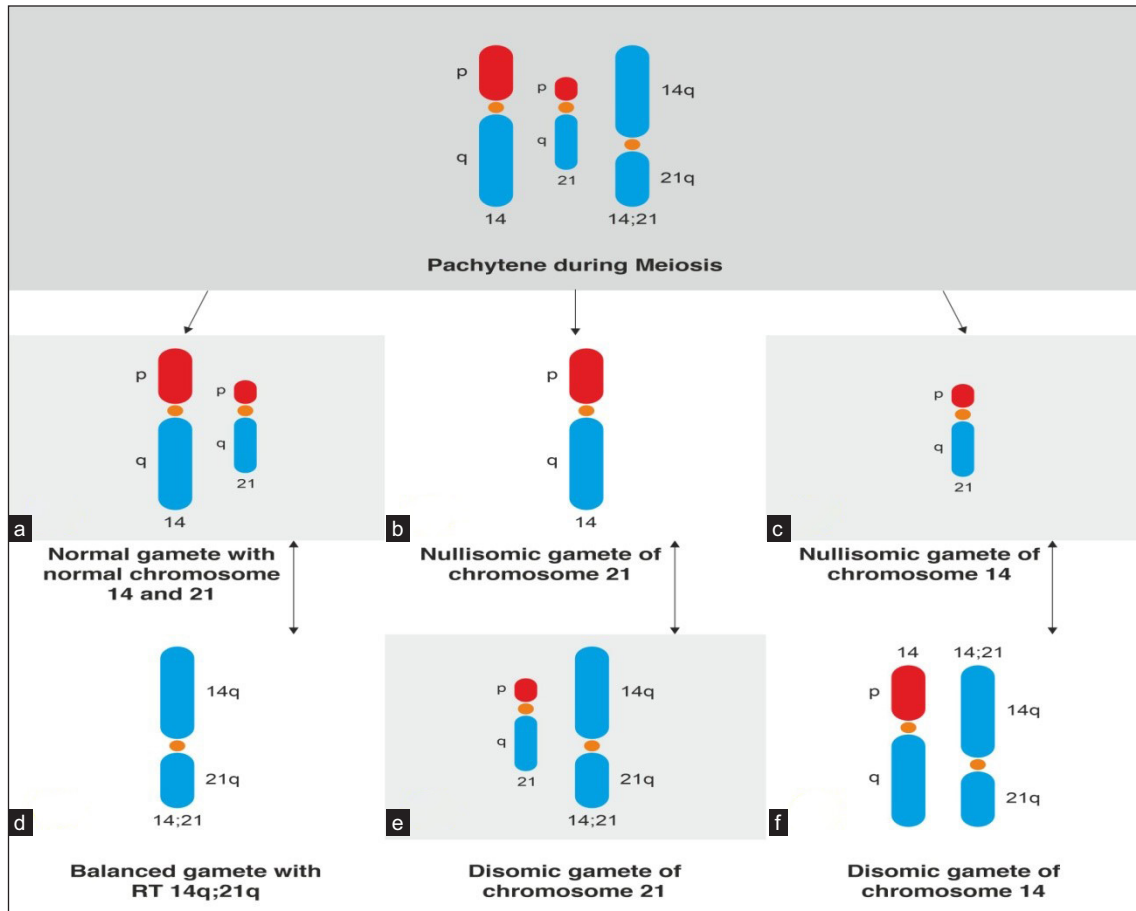 p
q
14
p
q
21
14q
21q
14;21
Pachytene during Meiosis
p
q
14
p
q
21
a
Normal gamete with
normal chromosome
14 and 21
p
q
14
b
Nullisomic gamete of
chromosome 21
p
q
21
c
Nullisomic gamete of
chromosome 14
14q
21q
14;21
d
Balanced gamete with
RT 14q;21q
p
q
21
14q
21q
14;21
e
Disomic gamete of
chromosome 21
14
p
q
14;21
14q
21q
f
Disomic gamete of
chromosome 14